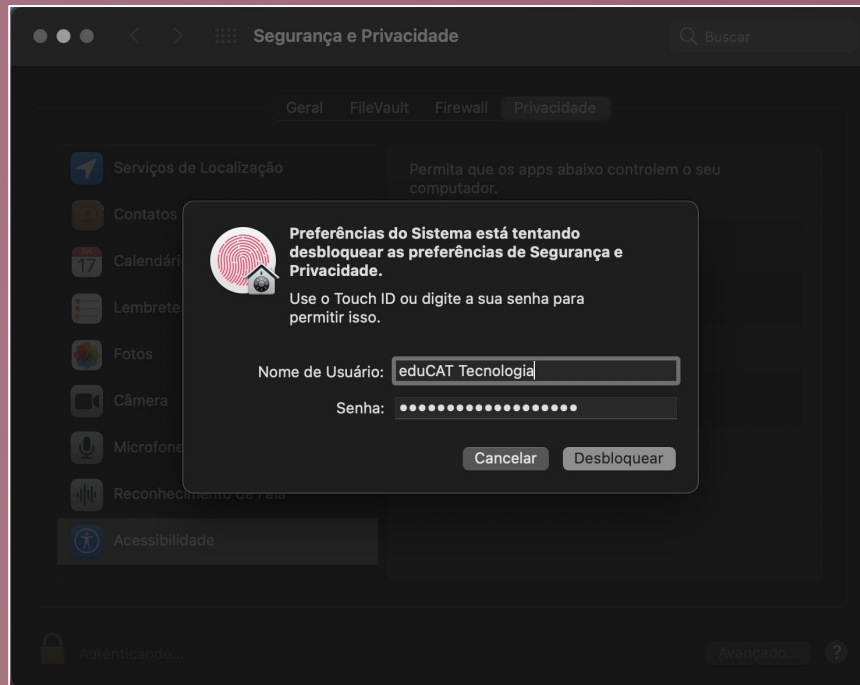 Segurança e Privacidade
Buscar
Geral FileVault Firewall Privacidade
Serviços de Localização
Permita que os apps abaixo controlem o seu
computador.
Contatos
JUL
17
Calendári
Lembrete
Fotos
Câmera
Microfone
Reconhecimento de Fala
Acessibilidade
Preferências do Sistema está tentando
desbloquear as preferências de Segurança e
Privacidade.
Use o Touch ID ou digite a sua senha para
permitir isso.
Nome de Usuário: eduCAT Tecnologia
Senha: •••••••••••••••••••
Cancelar Desbloquear
Autenticando...
Avançado... ?